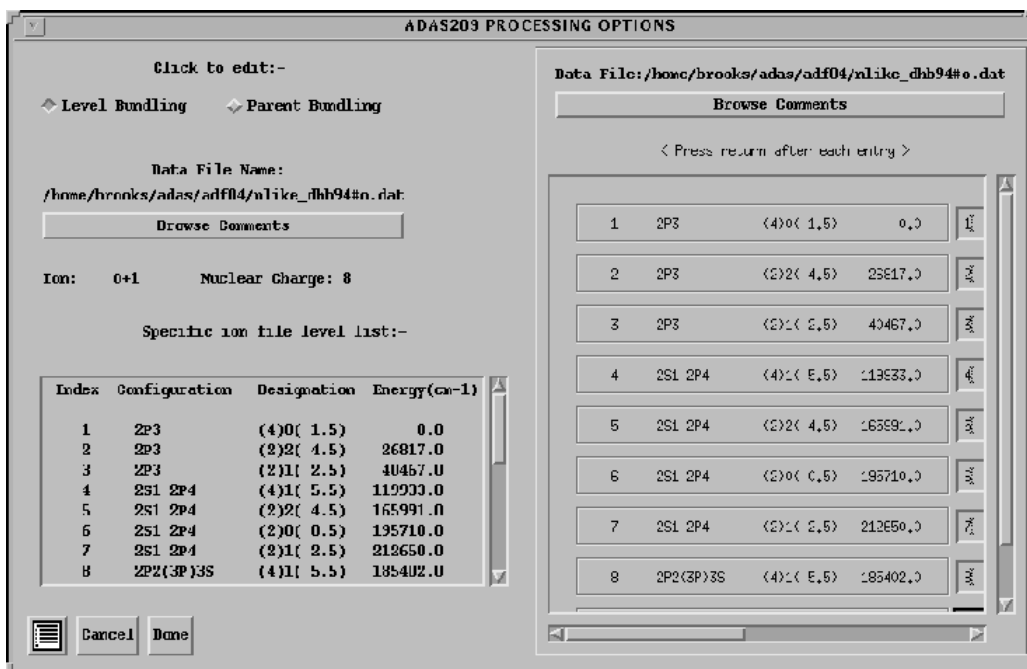 ADAS209 PROCESSING OPTIONS
Click to edit:-
Level Bundling Parent Bundling
Data File Name:
/home/brooks/adas/adf04/nlike_dhb94#o.dat
Browse Comments
Ion: O+1 Nuclear Charge: 8
Specific ion file level list:-
Index Configuration Designation Energy(cm-1)
1 2P3 (4)0( 1.5) 0.0
2 2P3 (2)2( 4.5) 26817.0
3 2P3 (2)1( 2.5) 40467.0
4 2S1 2P4 (4)1( 5.5) 119933.0
5 2S1 2P4 (2)2( 4.5) 165991.0
6 2S1 2P4 (2)0( 0.5) 195710.0
7 2S1 2P4 (2)1( 2.5) 212650.0
8 2P2(3P)3S (4)1( 5.5) 185402.0
Cancel Done
Data File:/home/brooks/adas/adf04/nlike_dhb94#o.dat
Browse Comments
< Press return after each entry >
1 2P3 (4)0( 1.5) 0.0 1
2 2P3 (2)2( 4.5) 26817.0 2
3 2P3 (2)1( 2.5) 40467.0
4 2S1 2P4 (4)1( 5.5) 119933.0 4
5 2S1 2P4 (2)2( 4.5) 165991.0
6 2S1 2P4 (2)0( 0.5) 195710.0
7 2S1 2P4 (2)1( 2.5) 212650.0 7
8 2P2(3P)3S (4)1( 5.5) 185402.0